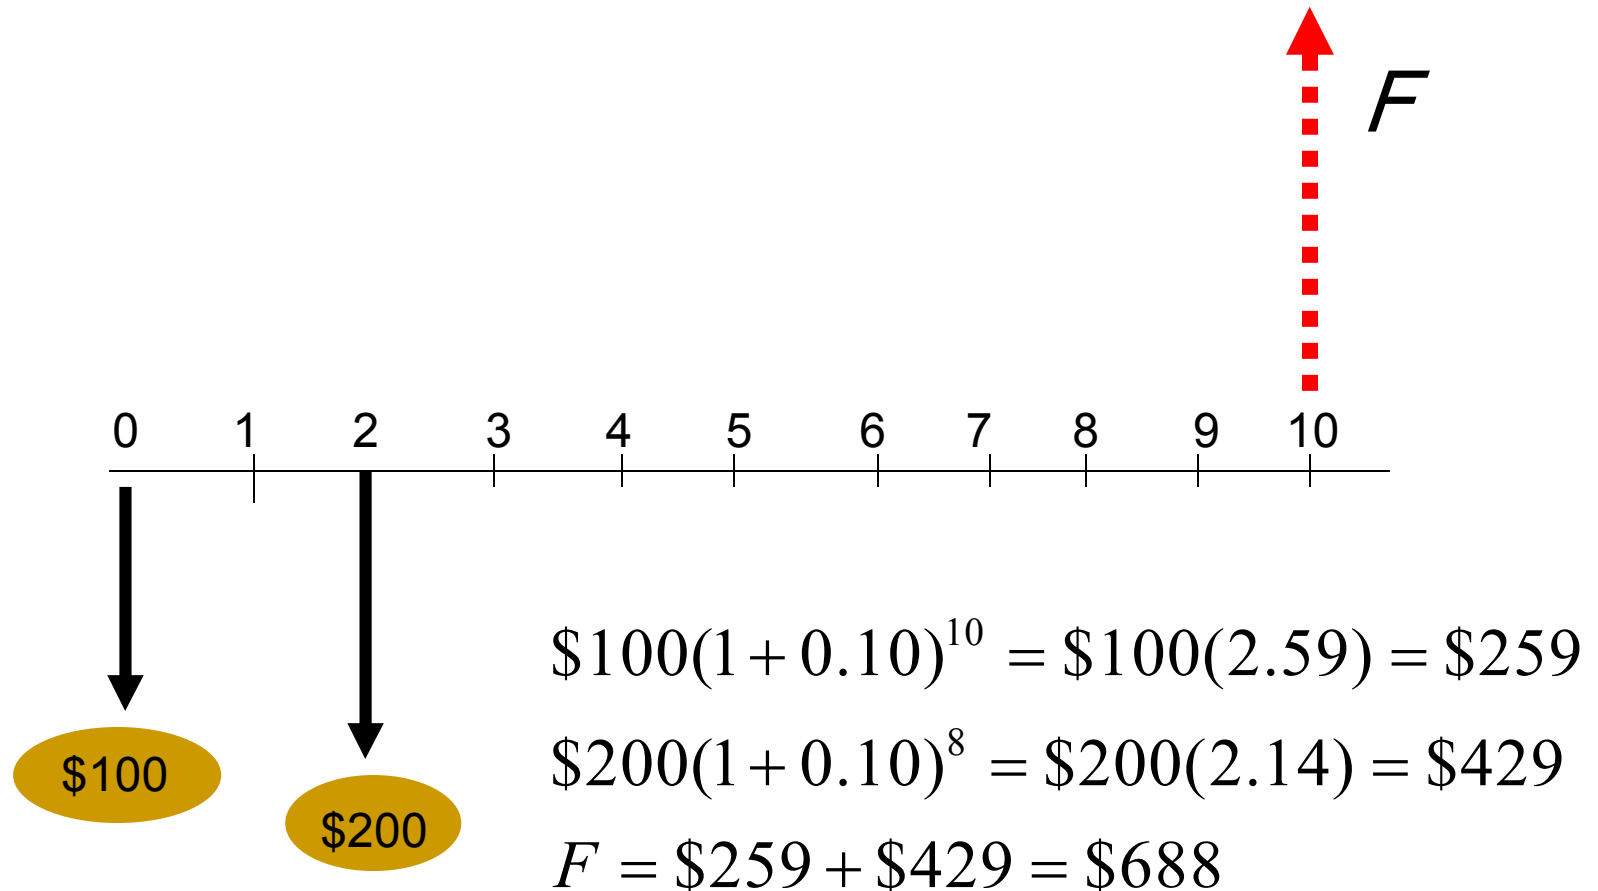 F
0 1 2 3 4 5 6 7 8 9 10
$100(1 + 0.10)^10 = $100(2.59) = $259
$200(1 + 0.10)^8 = $200(2.14) = $429
$100
$200
F = $259 + $429 = $688